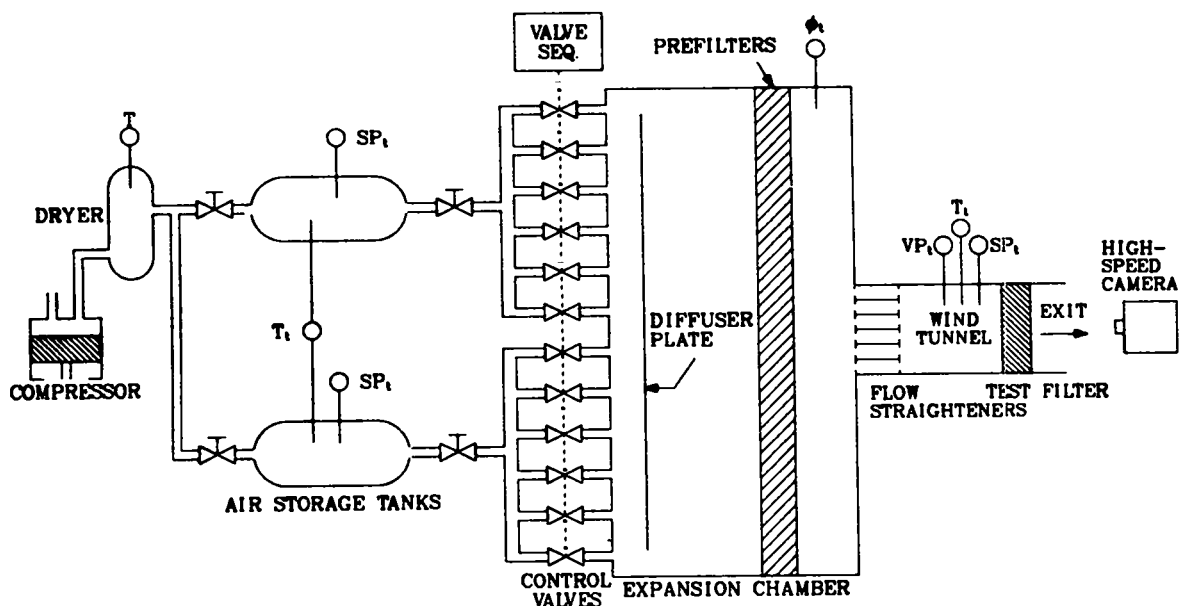 VALVE
SEQ.
PREFILTERS
ϕt
T
SPt
DRYER
Tt
VPt
SPt
HIGH-
SPEED
CAMERA
Tt
DIFFUSER
PLATE
WIND
TUNNEL
EXIT
COMPRESSOR
SPt
FLOW
STRAIGHTENERS
TEST FILTER
AIR STORAGE TANKS
CONTROL
VALVES
EXPANSION CHAMBER